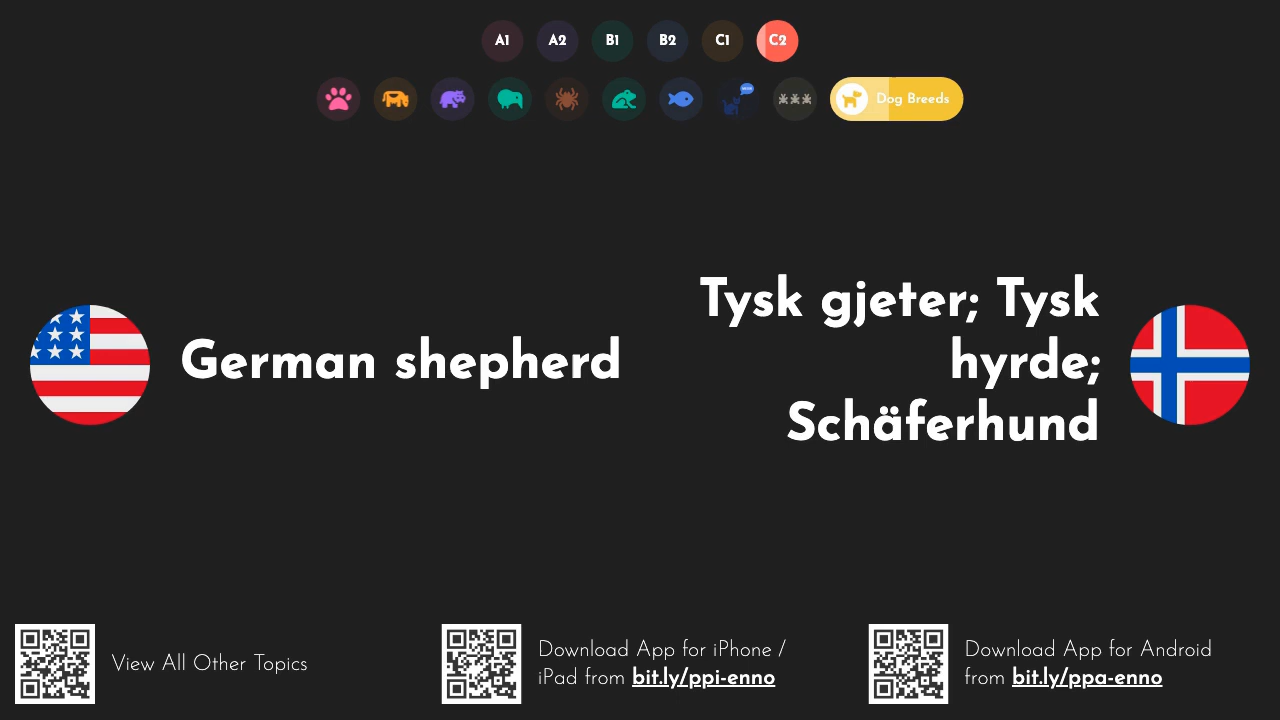 A1 A2 B1 B2 C1 C2
Dog Breeds
German shepherd
Tysk gjeter; Tysk
hyrde;
Schäferhund
View All Other Topics
Download App for iPhone /
iPad from bit.ly/ppi-enno
Download App for Android
from bit.ly/ppa-enno